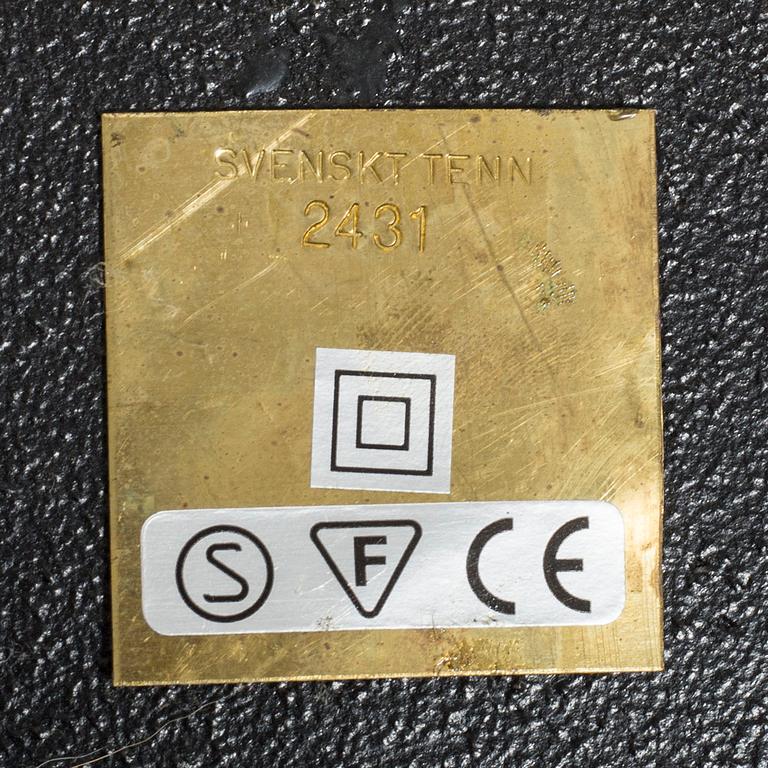 SVENSKT TENN
2431
S F CE